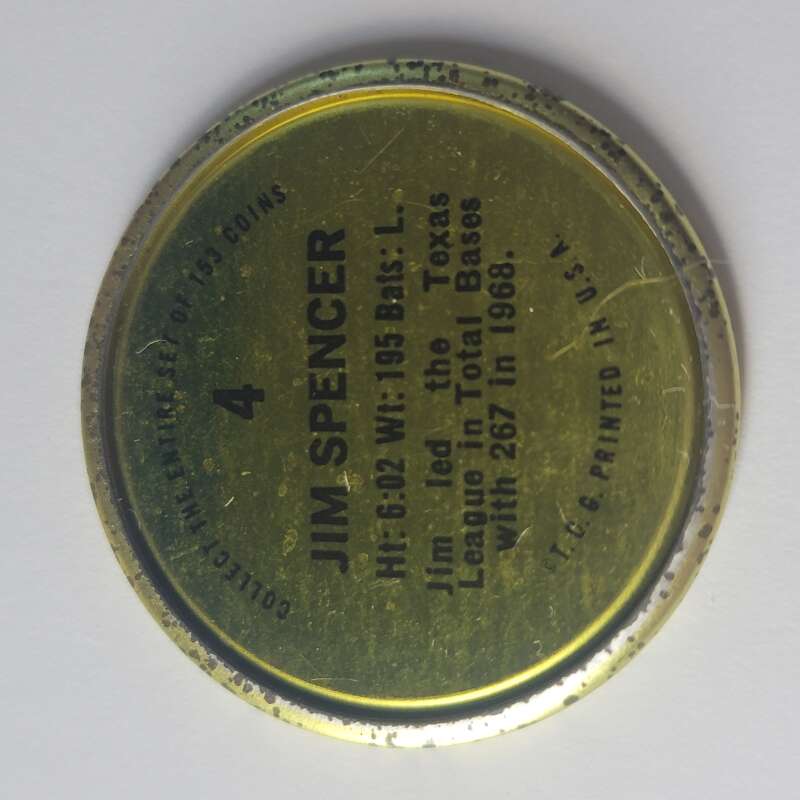 COLLECT THE ENTIRE SET OF 153 COINS
4
JIM SPENCER
Ht: 6:02 Wt: 195 Bats: L.
Jim led the Texas
League in Total Bases
with 267 in 1968.
©T.C.G. PRINTED IN U.S.A.